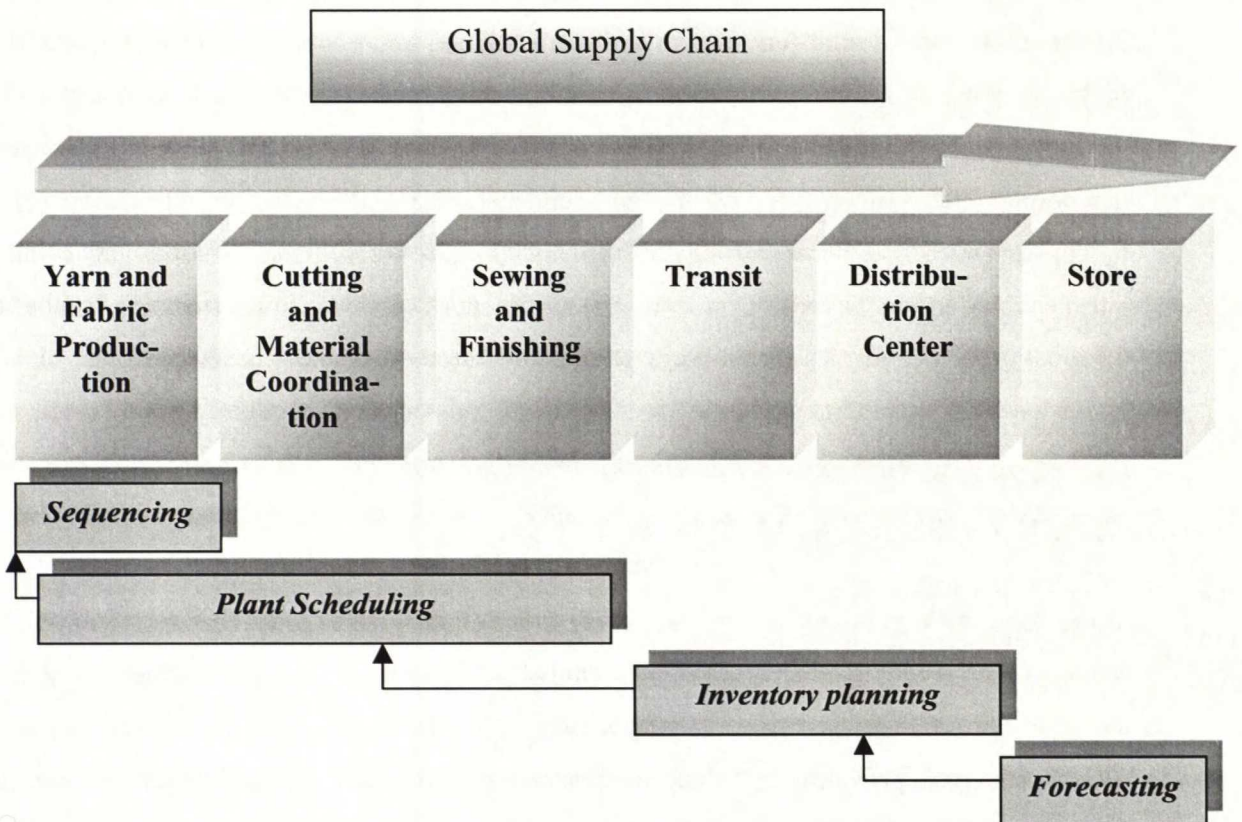 Global Supply Chain
Yarn and
Fabric
Produc-
tion
Cutting
and
Material
Coordina-
tion
Sewing
and
Finishing
Transit
Distribu-
tion
Center
Store
Sequencing
Plant Scheduling
Inventory planning
Forecasting